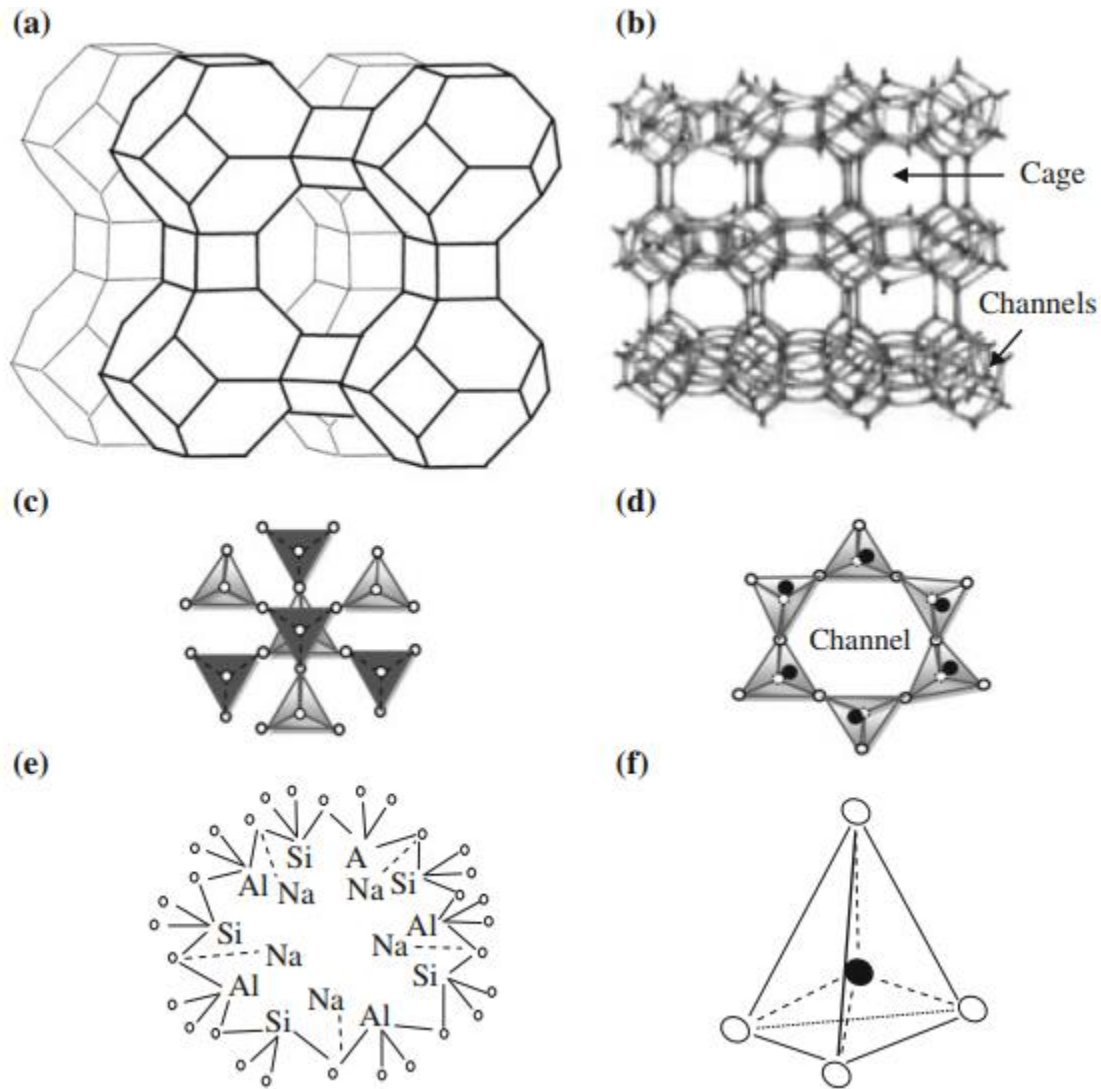 (a)
(b)
Cage
Channels
(c)
(d)
Channel
(e)
(f)
Si A
Al Na Na Si
Si Al
Na Na
Al Si
Na
Si Al